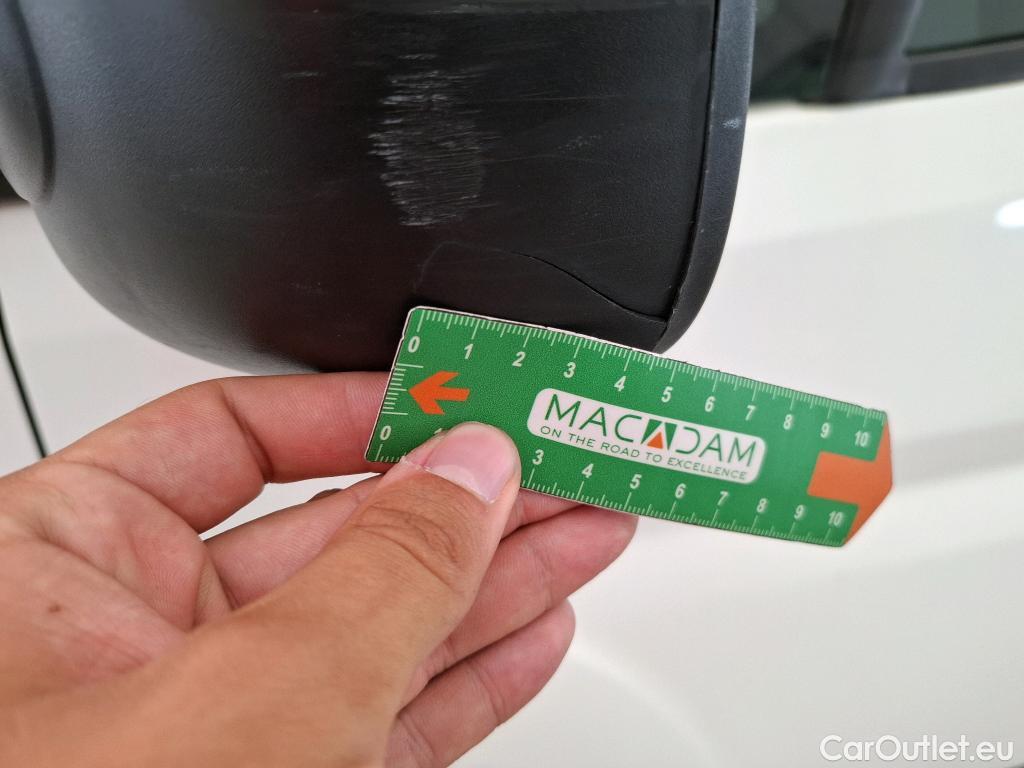 0 1 2 3 4 5 6 7 8 9 10
MACADAM
ON THE ROAD TO EXCELLENCE
0 1 3 4 5 6 7 8 9 10
CarOutlet.eu